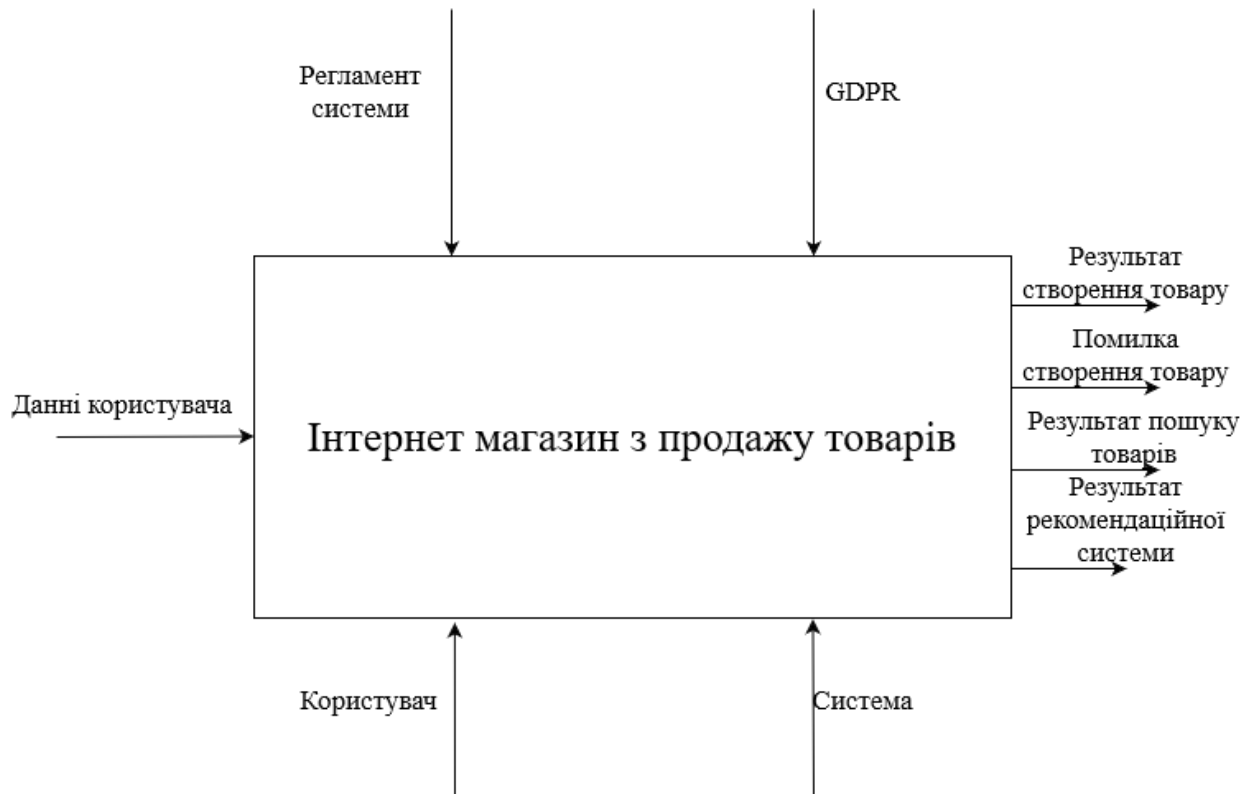 Регламент
системи
GDPR
Результат
створення товару
Помилка
створення товару
Данні користувача
Інтернет магазин з продажу товарів
Результат пошуку
товарів
Результат
рекомендаційної
системи
Користувач
Система